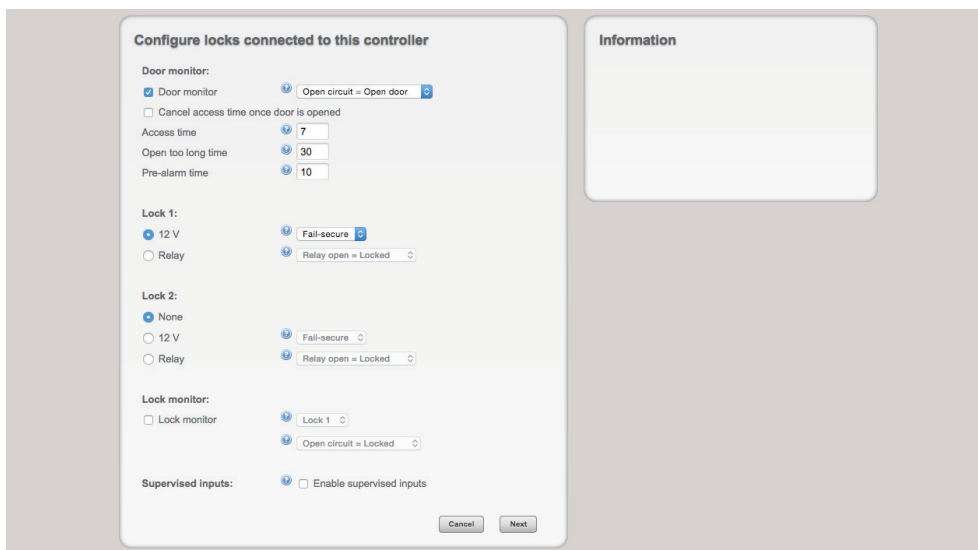 Configure locks connected to this controller
Door monitor:
Door monitor ? Open circuit = Open door
Cancel access time once door is opened
Access time ? 7
Open too long time ? 30
Pre-alarm time ? 10
Lock 1:
12 V ? Fail-secure
Relay ? Relay open = Locked
Lock 2:
None
12 V ? Fail-secure
Relay ? Relay open = Locked
Lock monitor:
Lock monitor ? Lock 1
? Open circuit = Locked
Supervised inputs: ? Enable supervised inputs
Cancel Next
Information